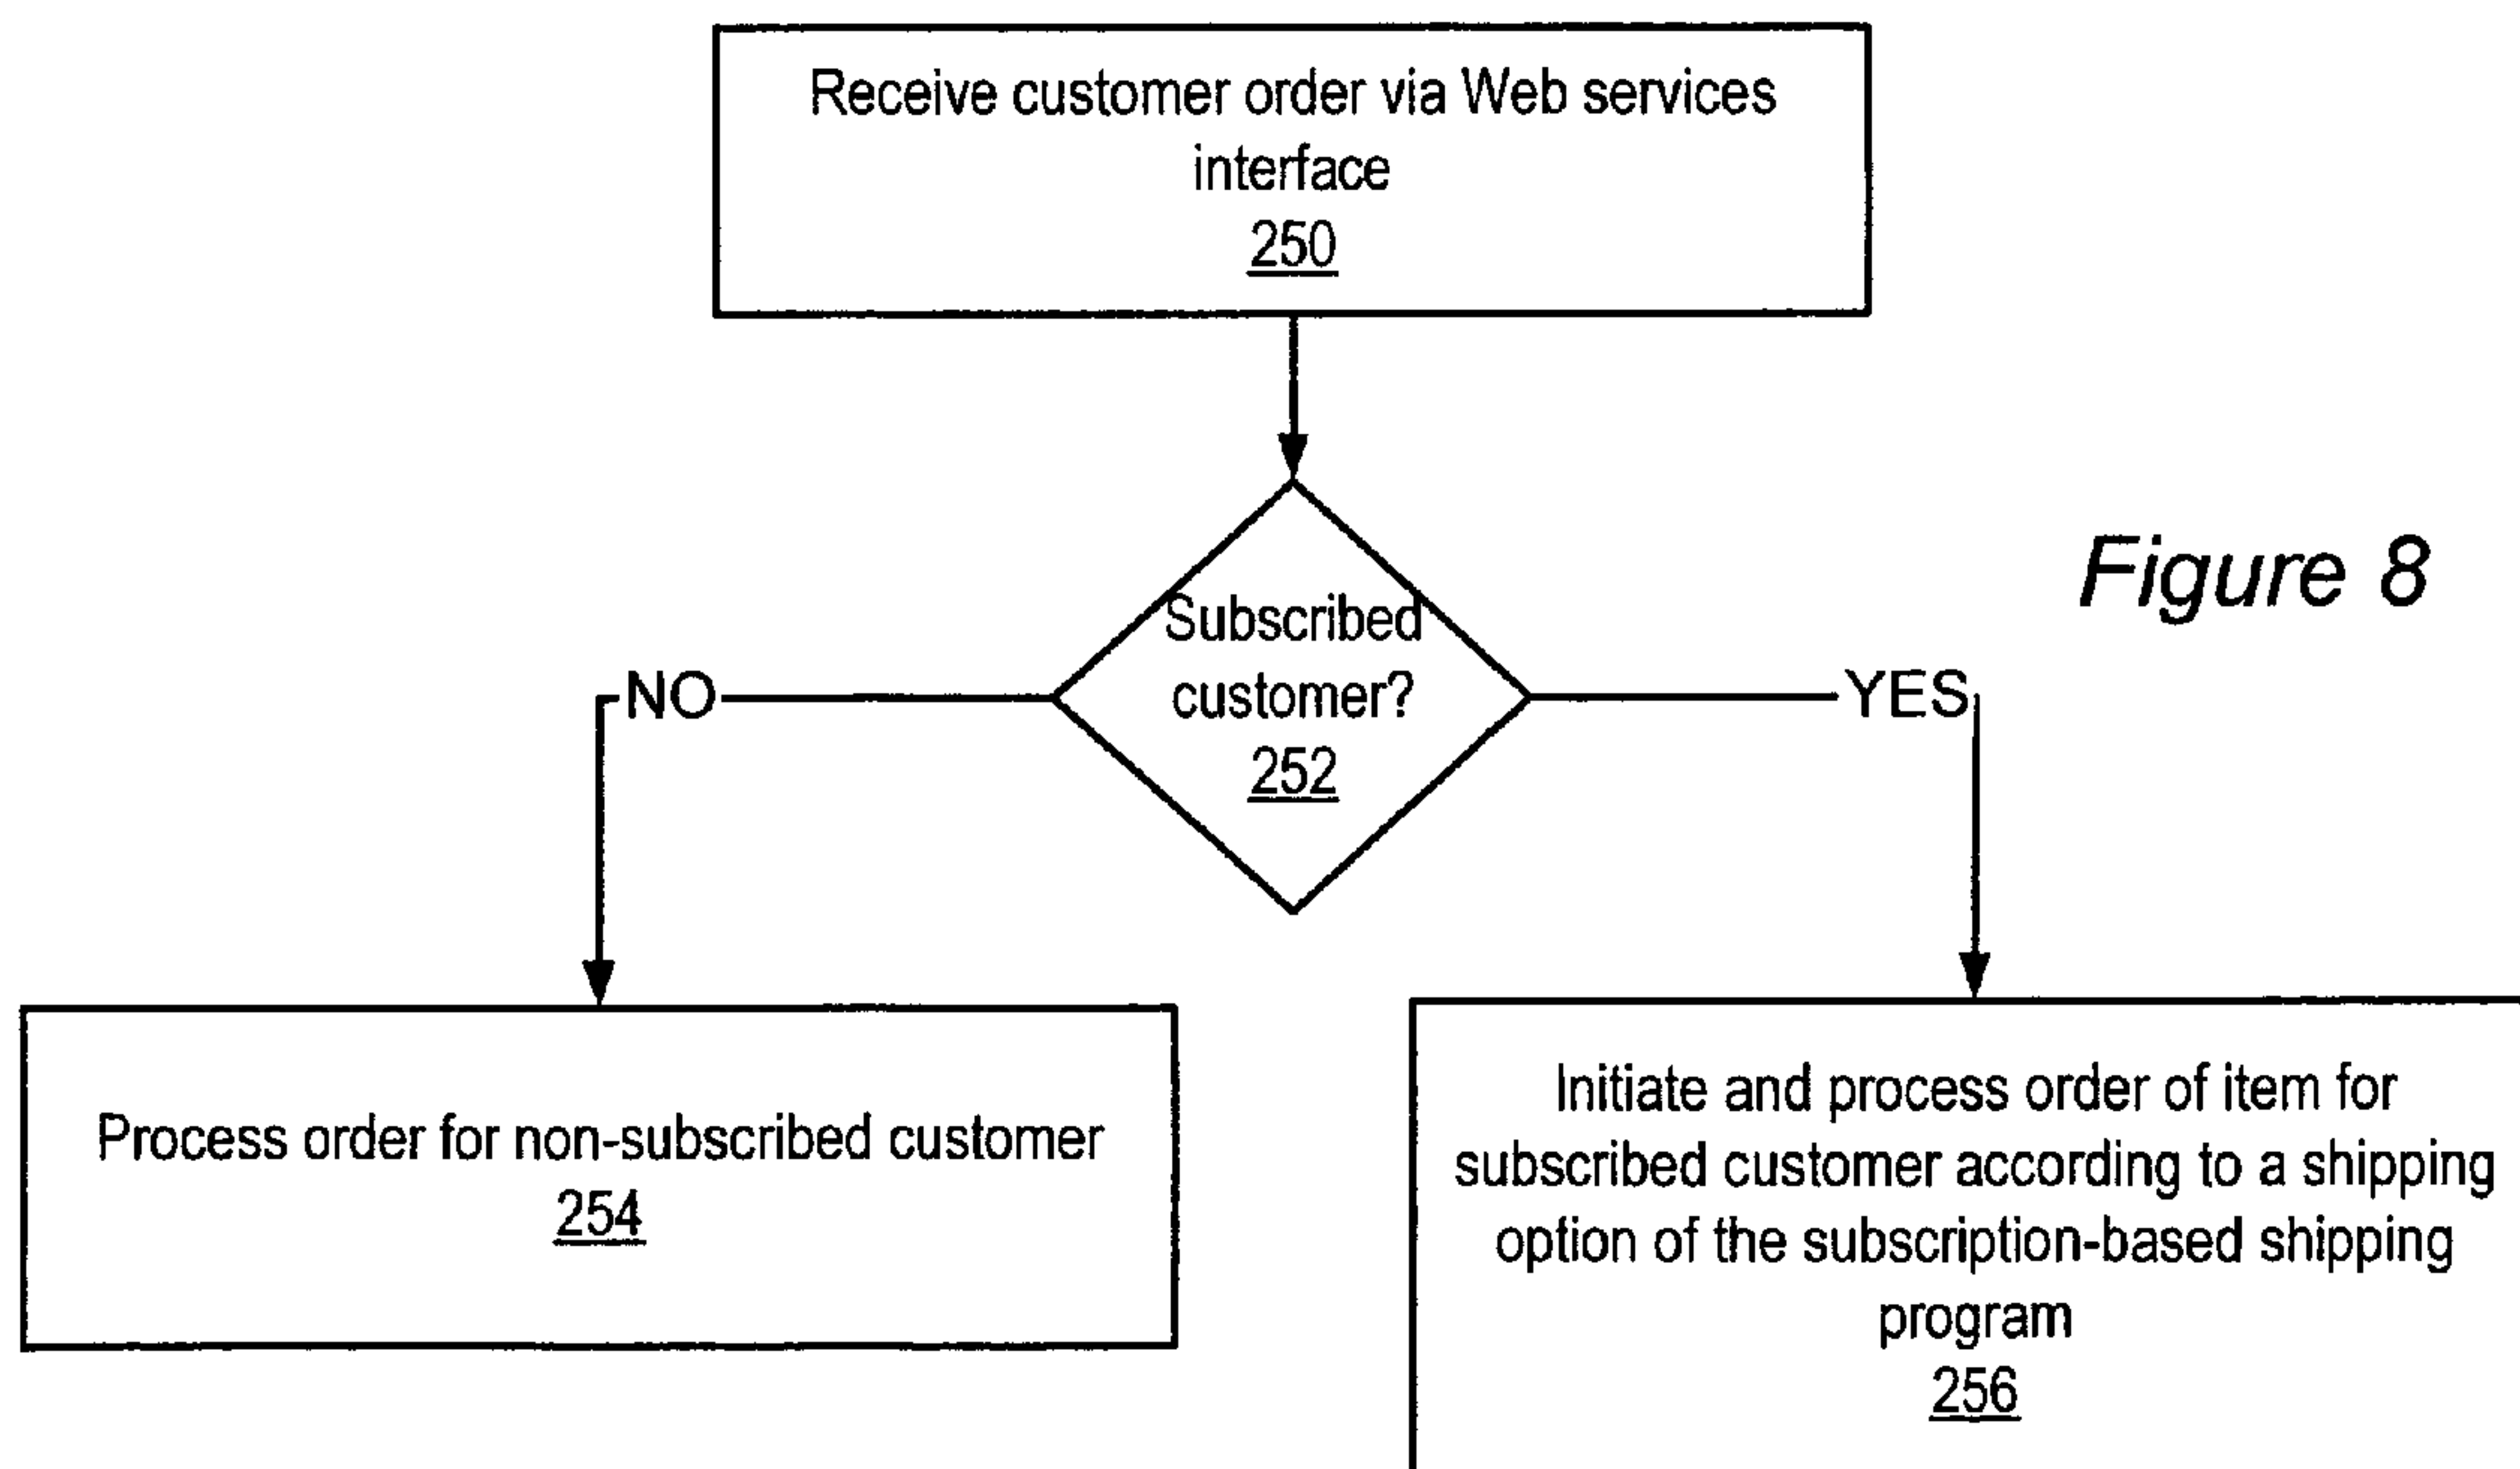 Receive customer order via Web services
interface
250
Subscribed
customer?
252
Figure 8
NO
YES
Process order for non-subscribed customer
254
Initiate and process order of item for
subscribed customer according to a shipping
option of the subscription-based shipping
program
256